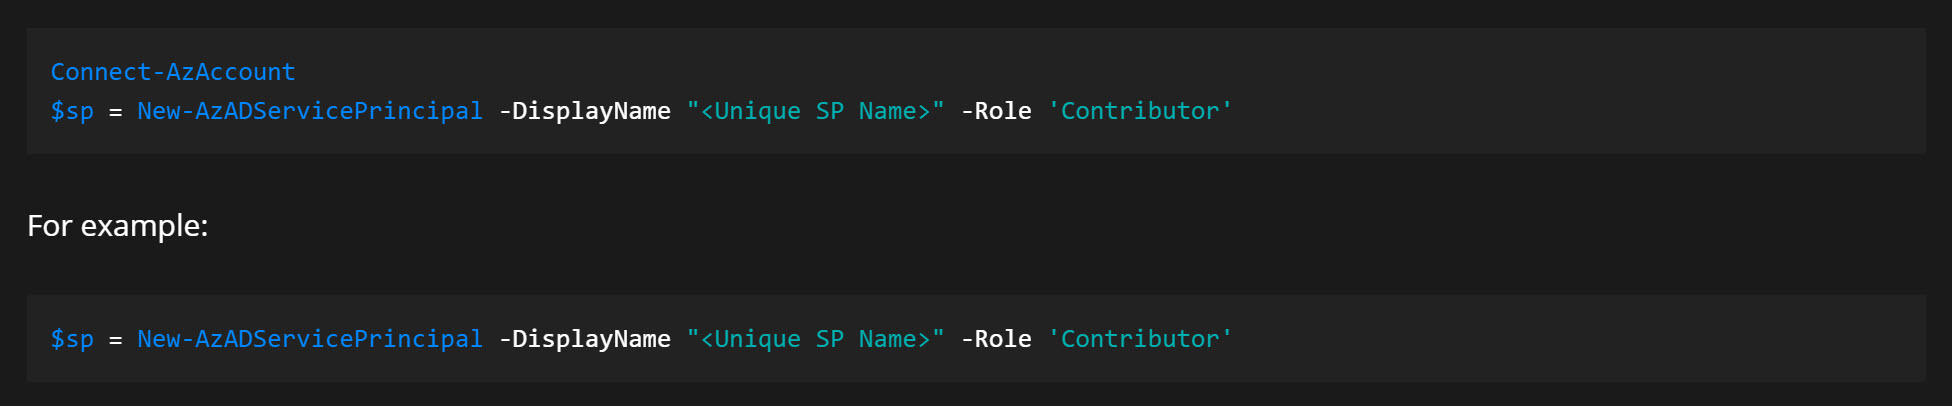 Connect-AzAccount
$sp = New-AzADServicePrincipal -DisplayName "<Unique SP Name>" -Role 'Contributor'
For example:
$sp = New-AzADServicePrincipal -DisplayName "<Unique SP Name>" -Role 'Contributor'